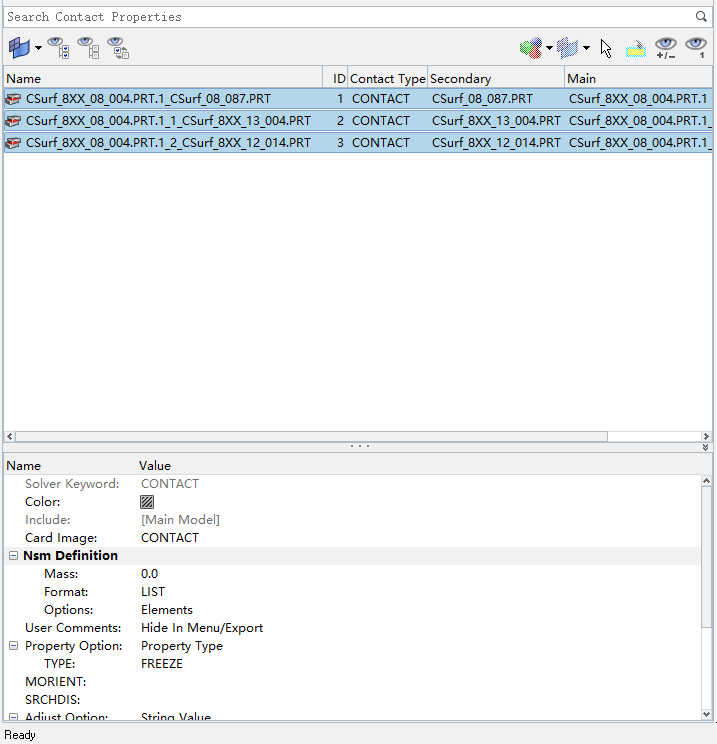 Search Contact Properties
+/- 1
Name ID Contact Type Secondary Main
CSurf_8XX_08_004.PRT.1_CSurf_08_087.PRT 1 CONTACT CSurf_08_087.PRT CSurf_8XX_08_004.PRT.1
CSurf_8XX_08_004.PRT.1_1_CSurf_8XX_13_004.PRT 2 CONTACT CSurf_8XX_13_004.PRT CSurf_8XX_08_004.PRT.1_
CSurf_8XX_08_004.PRT.1_2_CSurf_8XX_12_014.PRT 3 CONTACT CSurf_8XX_12_014.PRT CSurf_8XX_08_004.PRT.1_
Name Value
Solver Keyword: CONTACT
Color:
Include: [Main Model]
Card Image: CONTACT
Nsm Definition
Mass: 0.0
Format: LIST
Options: Elements
User Comments: Hide In Menu/Export
Property Option: Property Type
TYPE: FREEZE
MORIENT:
SRCHDIS:
Adjust Option: String Value
Ready